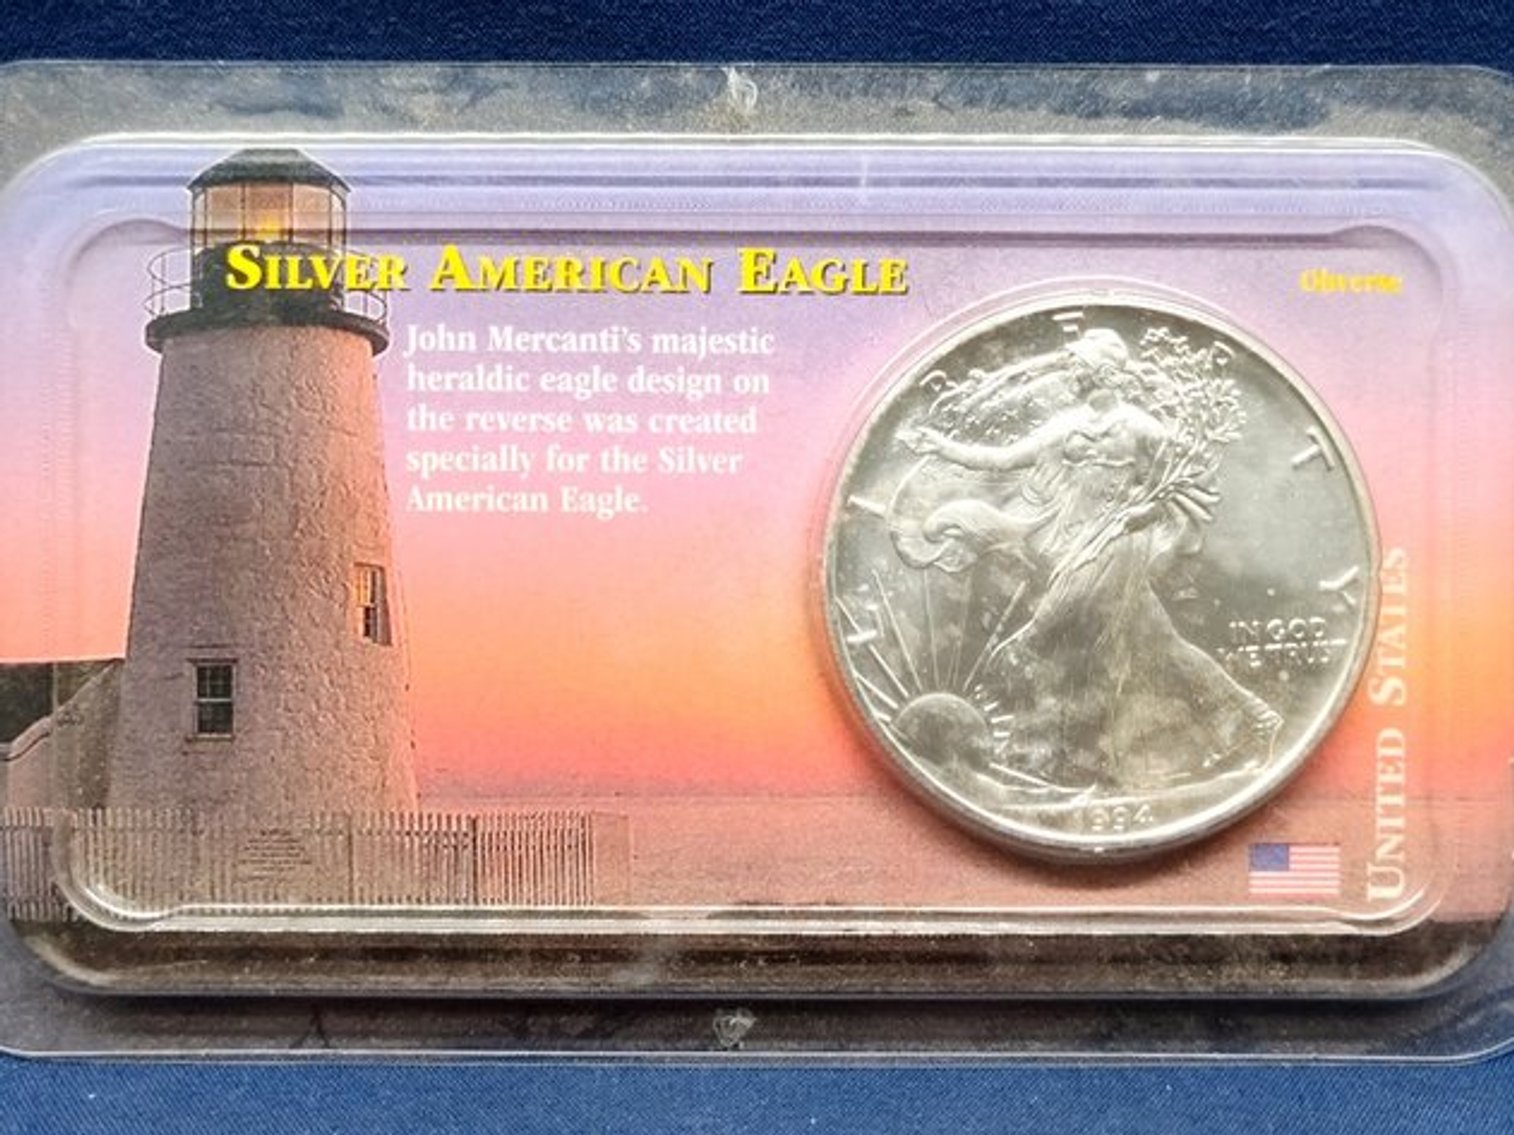 SILVER AMERICAN EAGLE
Obverse
John Mercanti's majestic
heraldic eagle design on
the reverse was created
specially for the Silver
American Eagle.
LIBERTY
IN GOD
WE TRUST
1994
UNITED STATES